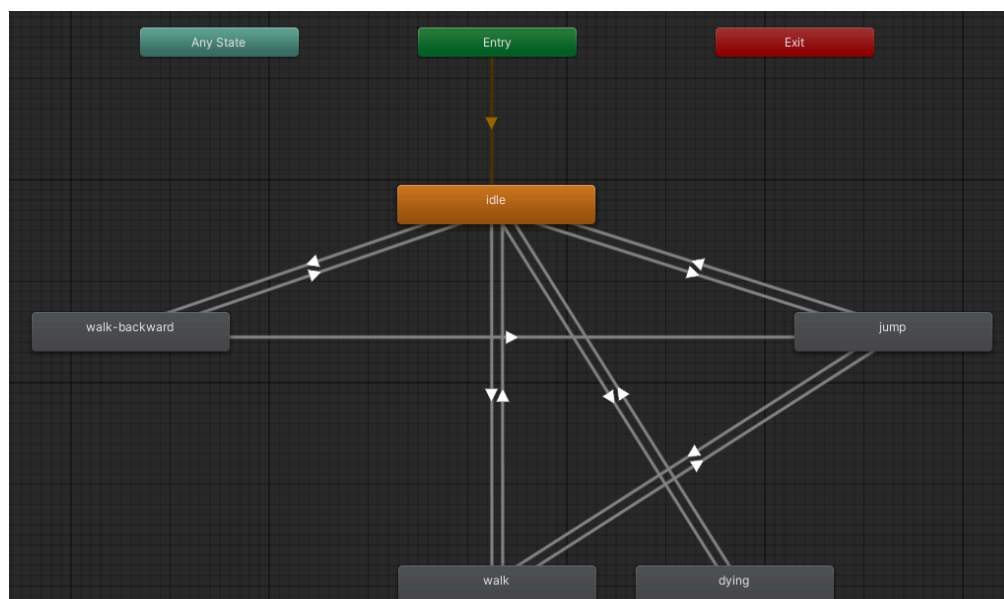 Any State
Entry
Exit
idle
walk-backward
jump
walk
dying